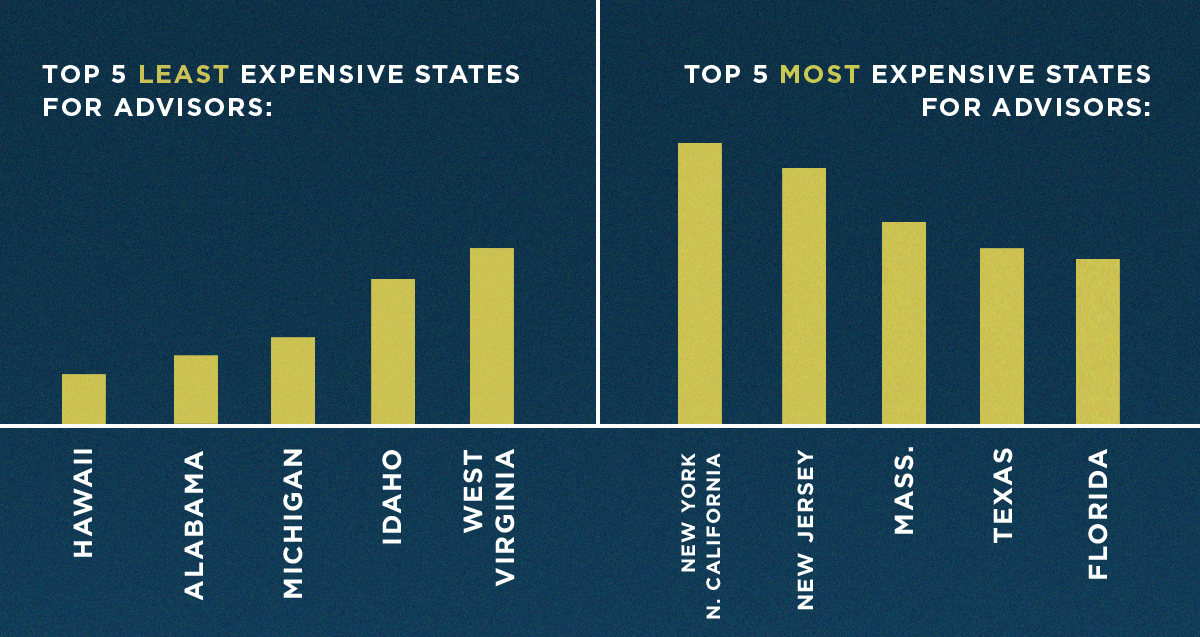 TOP 5 LEAST EXPENSIVE STATES
FOR ADVISORS:
TOP 5 MOST EXPENSIVE STATES
FOR ADVISORS:
HAWAII
ALABAMA
MICHIGAN
IDAHO
WEST
VIRGINIA
NEW YORK
N. CALIFORNIA
NEW JERSEY
MASS.
TEXAS
FLORIDA